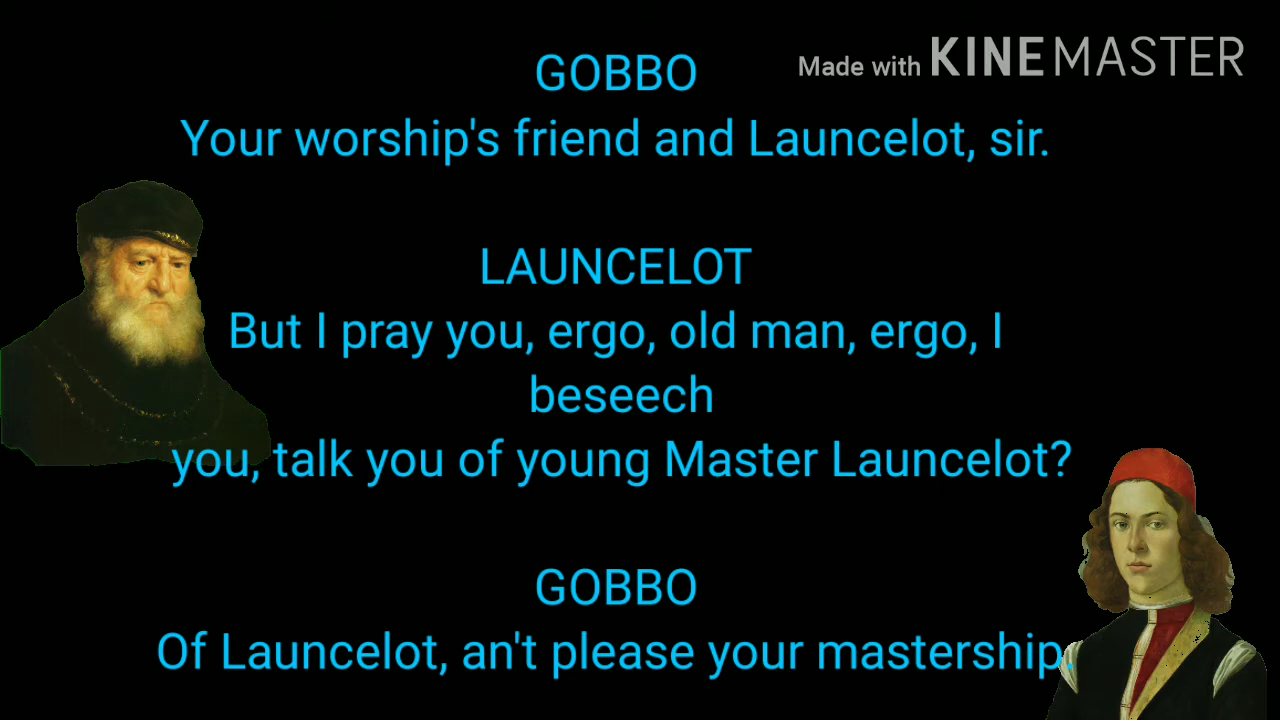 Made with KINEMASTER
GOBBO
Your worship's friend and Launcelot, sir.
LAUNCELOT
But I pray you, ergo, old man, ergo, I
beseech
you, talk you of young Master Launcelot?
GOBBO
Of Launcelot, an't please your mastership.